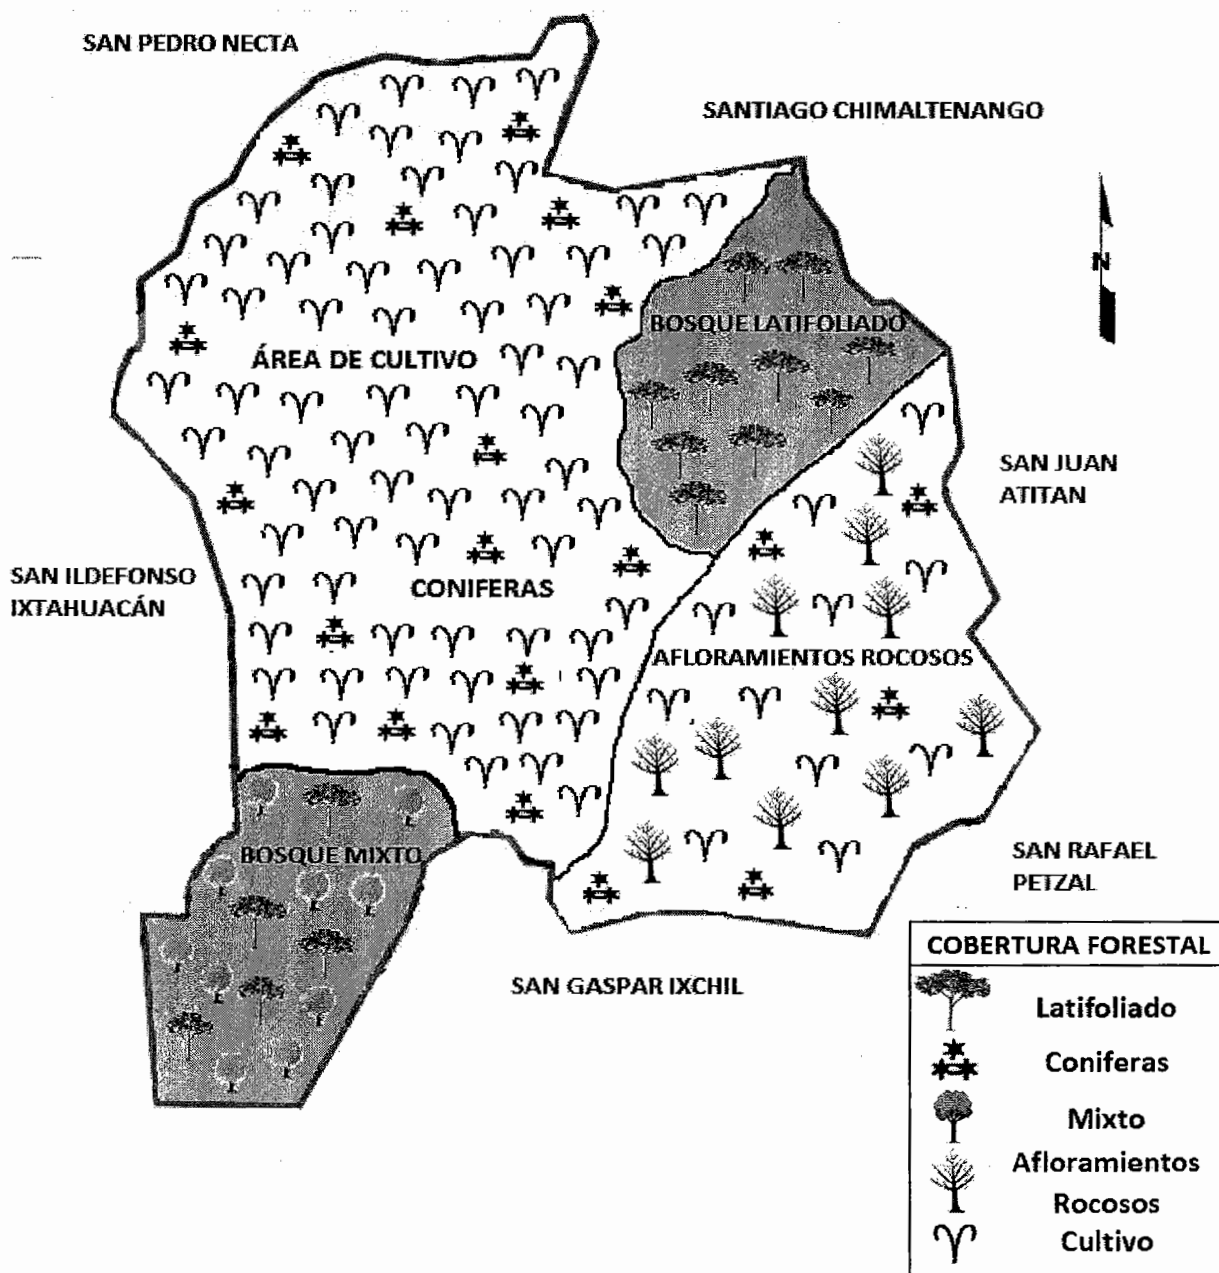 SAN PEDRO NECTA
SANTIAGO CHIMALTENANGO
N
BOSQUE LATIFOLIADO
ÁREA DE CULTIVO
SAN JUAN
ATITAN
SAN ILDEFONSO
IXTAHUACÁN
CONIFERAS
AFLORAMIENTOS ROCOSOS
BOSQUE MIXTO
SAN RAFAEL
PETZAL
SAN GASPAR IXCHIL
COBERTURA FORESTAL
Latifoliado
Coniferas
Mixto
Afloramientos
Rocosos
Cultivo